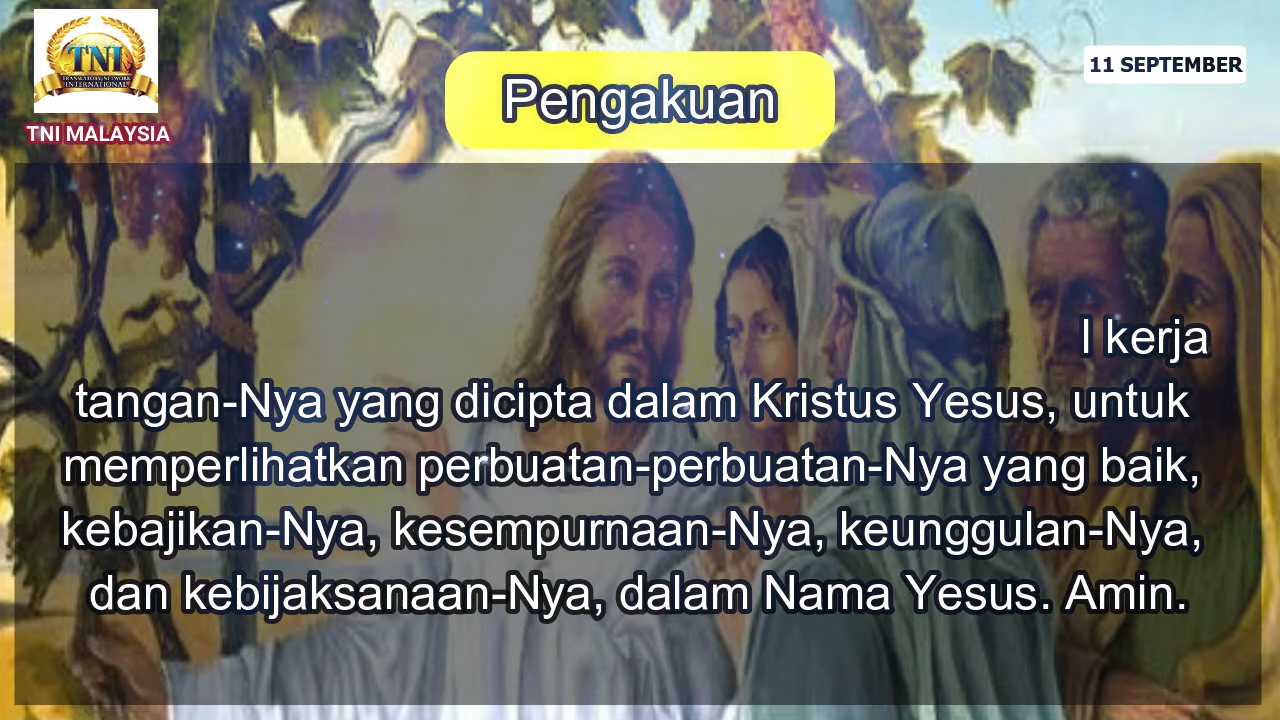 TNI
TRANSLATORS NETWORK
INTERNATIONAL
TNI MALAYSIA
Pengakuan
11 SEPTEMBER
l kerja
tangan-Nya yang dicipta dalam Kristus Yesus, untuk
memperlihatkan perbuatan-perbuatan-Nya yang baik,
kebajikan-Nya, kesempurnaan-Nya, keunggulan-Nya,
dan kebijaksanaan-Nya, dalam Nama Yesus. Amin.